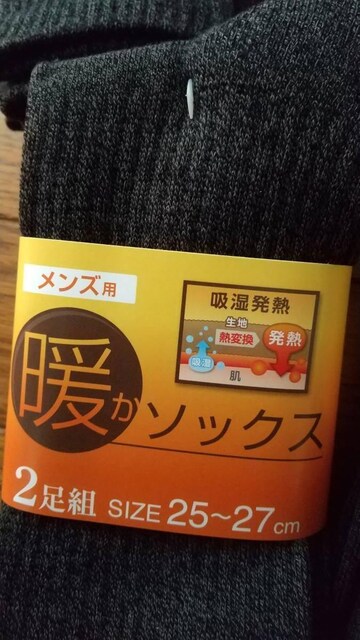 メンズ用
吸湿発熱
生地
熱変換
発熱
吸湿
肌
暖かソックス
2足組 SIZE 25~27cm